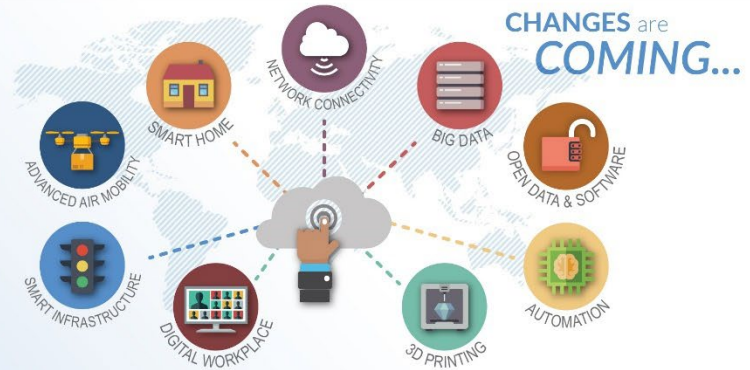 CHANGES are
COMING...
NETWORK CONNECTIVITY
SMART HOME
BIG DATA
ADVANCED AIR MOBILITY
OPEN DATA & SOFTWARE
SMART INFRASTRUCTURE
AUTOMATION
DIGITAL WORKPLACE
3D PRINTING